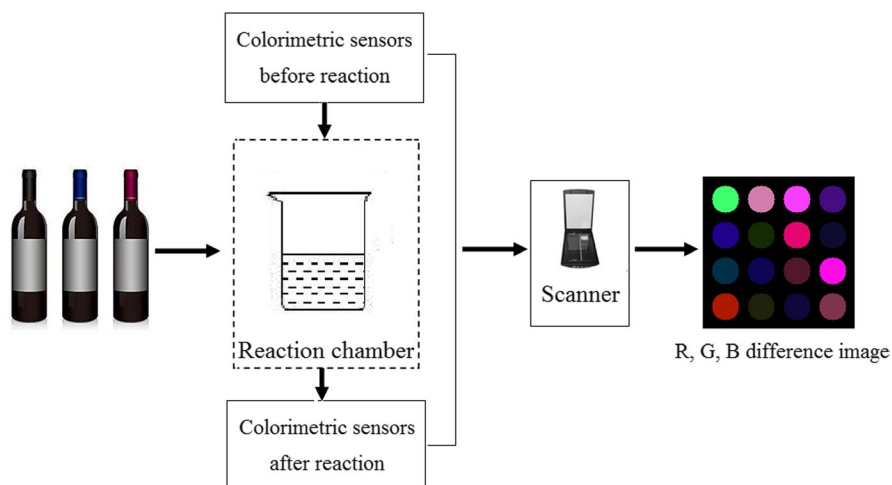 Colorimetric sensors
before reaction
Reaction chamber
Scanner
R, G, B difference image
Colorimetric sensors
after reaction